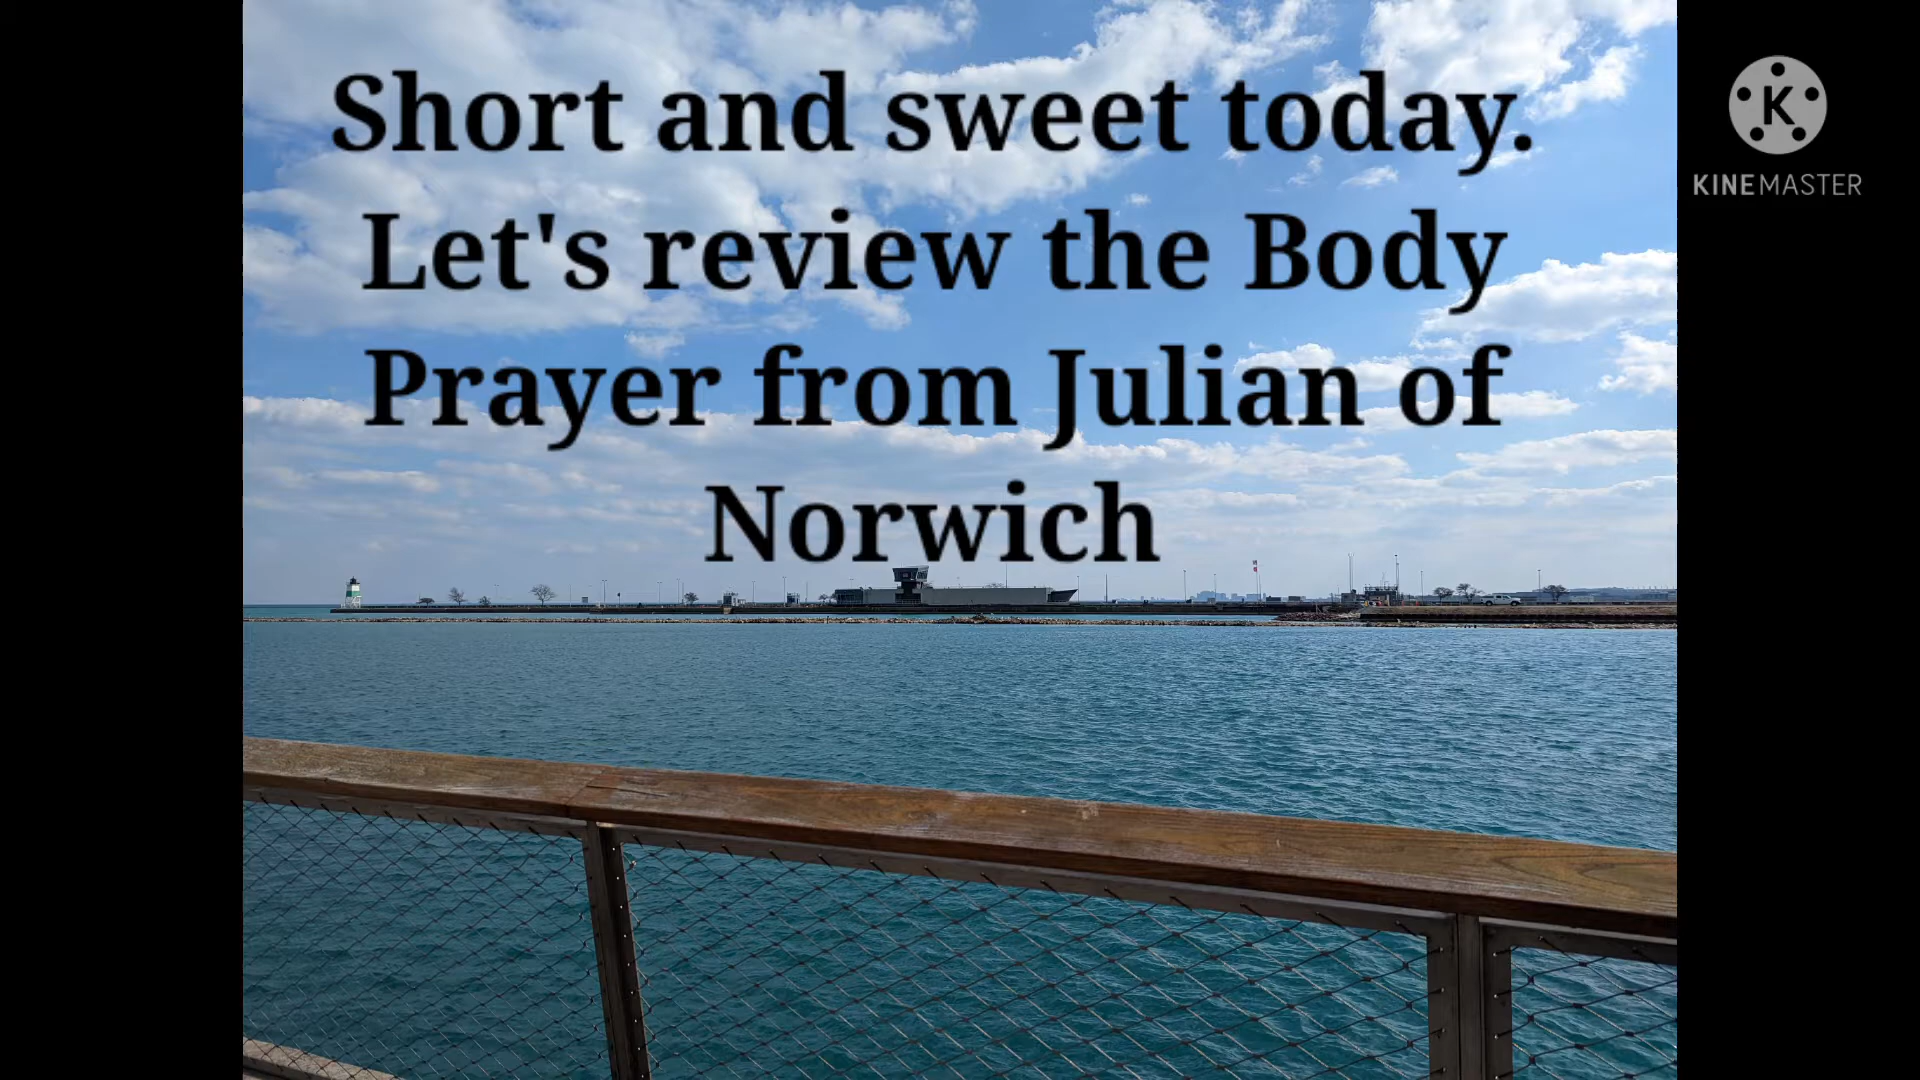 Short and sweet today.
Let's review the Body
Prayer from Julian of
Norwich
K
KINEMASTER